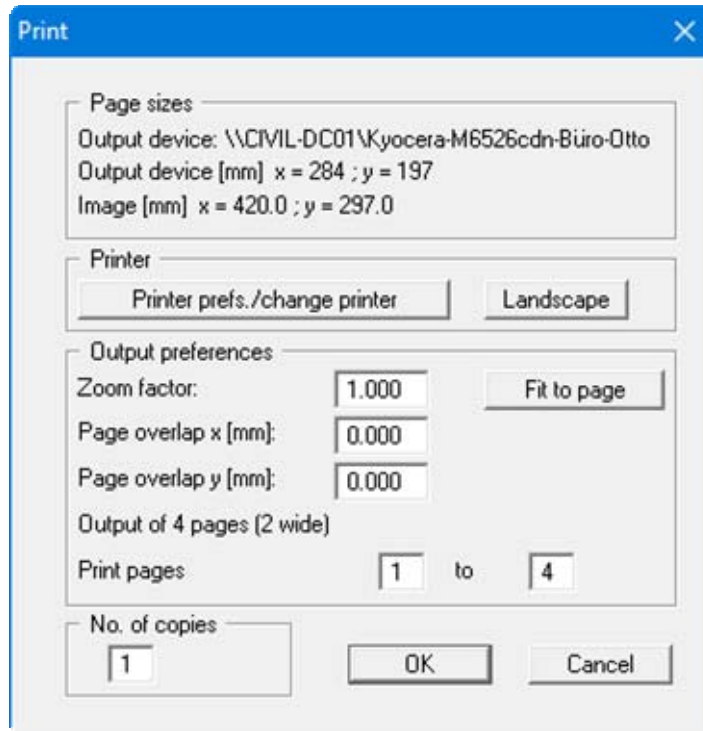 Print
Page sizes
Output device: \\CIVIL-DC01\Kyocera-M6526cdn-Büro-Otto
Output device [mm] x = 284 ; y = 197
Image [mm] x = 420.0 ; y = 297.0
Printer
Printer prefs./change printer Landscape
Output preferences
Zoom factor: 1.000 Fit to page
Page overlap x [mm]: 0.000
Page overlap y [mm]: 0.000
Output of 4 pages (2 wide)
Print pages 1 to 4
No. of copies
1 OK Cancel